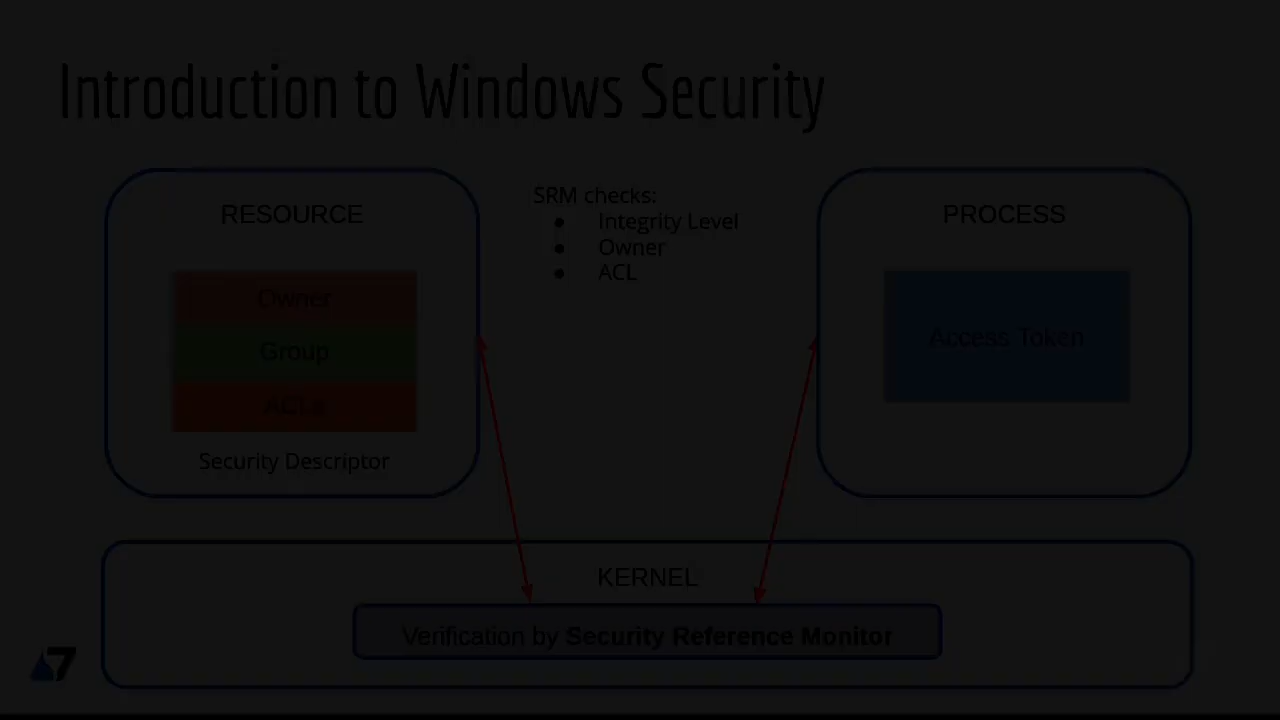 Introduction to Windows Security
RESOURCE
Owner
Group
ACLs
Security Descriptor
SRM checks:
● Integrity Level
● Owner
● ACL
PROCESS
Access Token
KERNEL
Verification by Security Reference Monitor
7